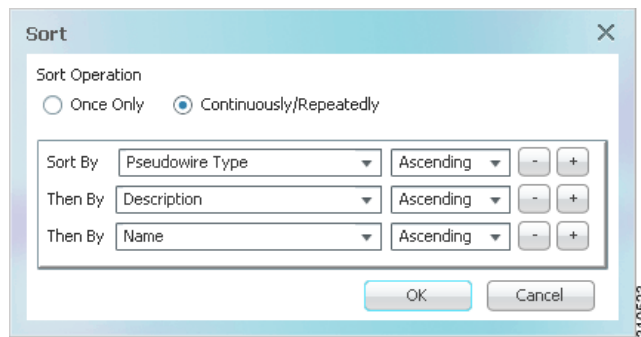 Sort
Sort Operation
Once Only Continuously/Repeatedly
Sort By Pseudowire Type Ascending - +
Then By Description Ascending - +
Then By Name Ascending - +
OK Cancel